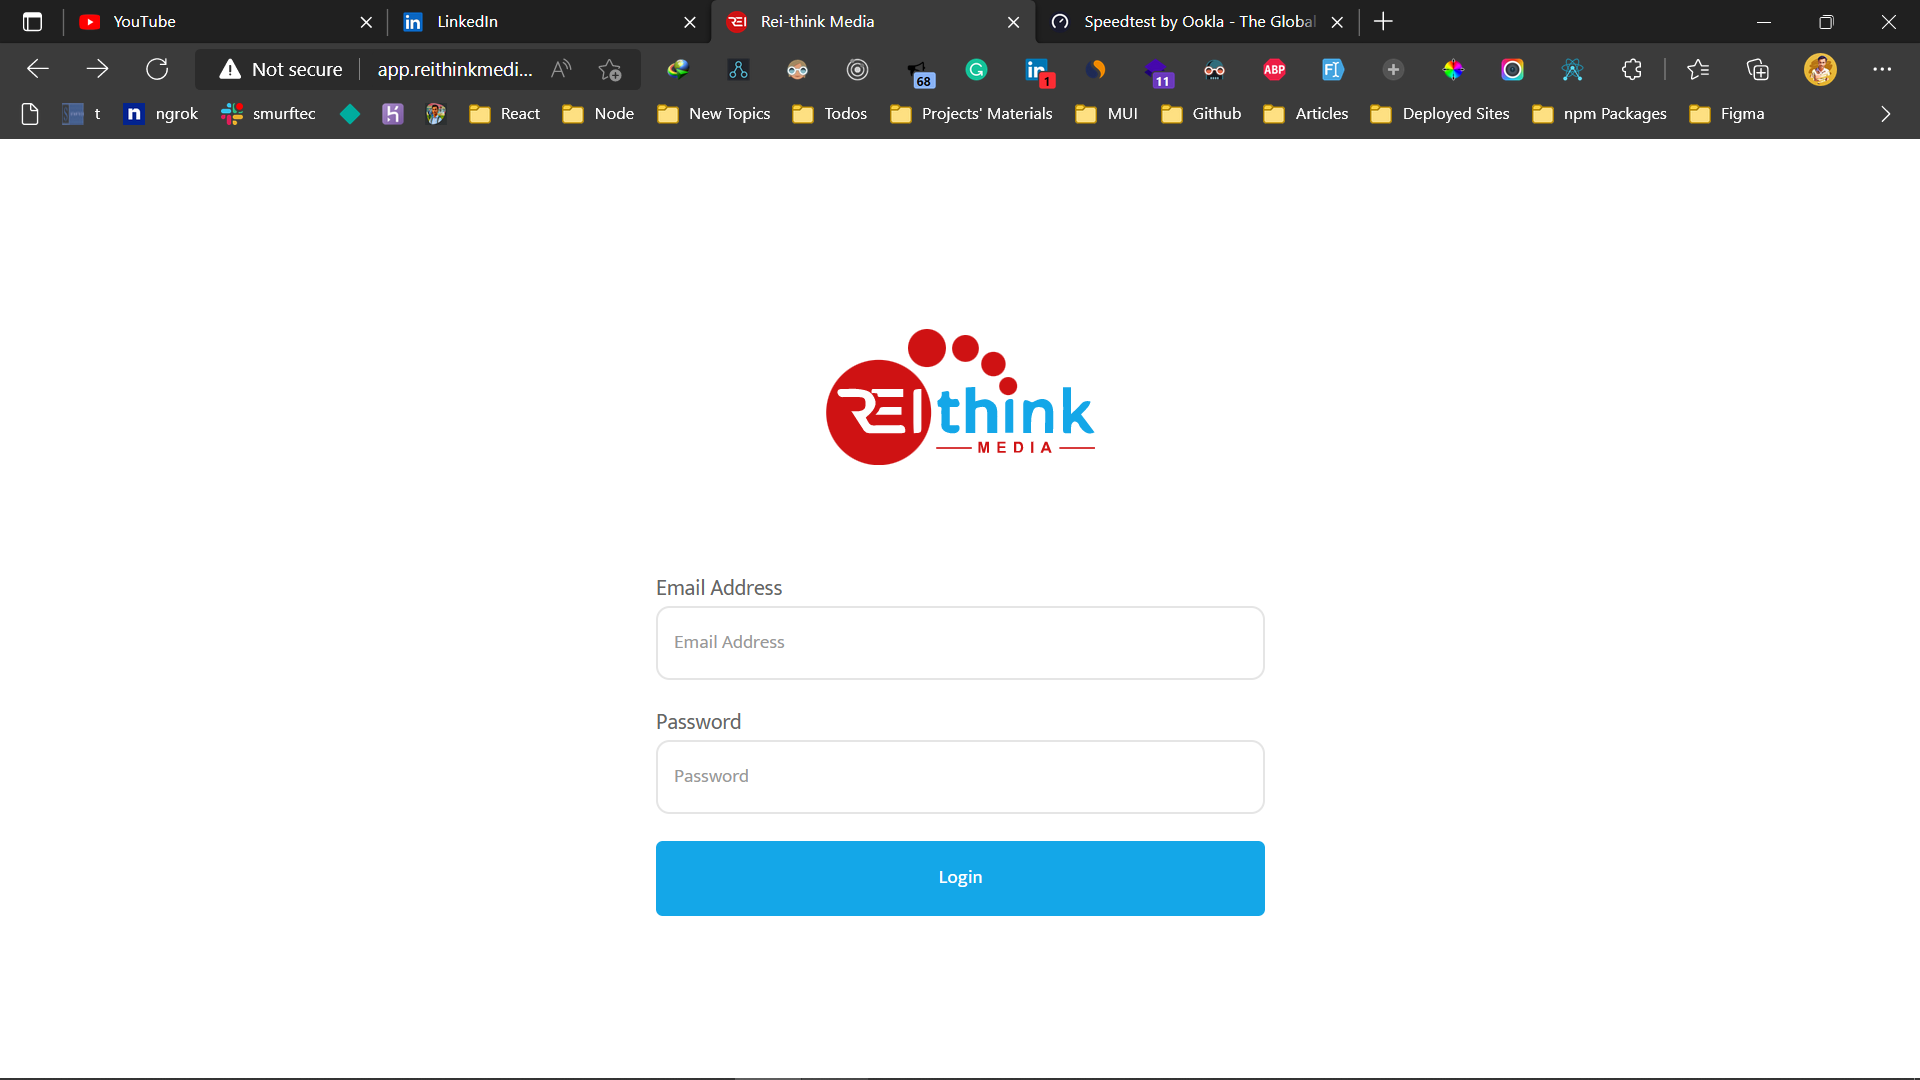 YouTube
LinkedIn
Rei-think Media
Speedtest by Ookla - The Global
Not secure
app.reithinkmedi...
68
1
11
ABP
t
ngrok
smurftec
React
Node
New Topics
Todos
Projects' Materials
MUI
Github
Articles
Deployed Sites
npm Packages
Figma
REIthink
MEDIA
Email Address
Email Address
Password
Password
Login